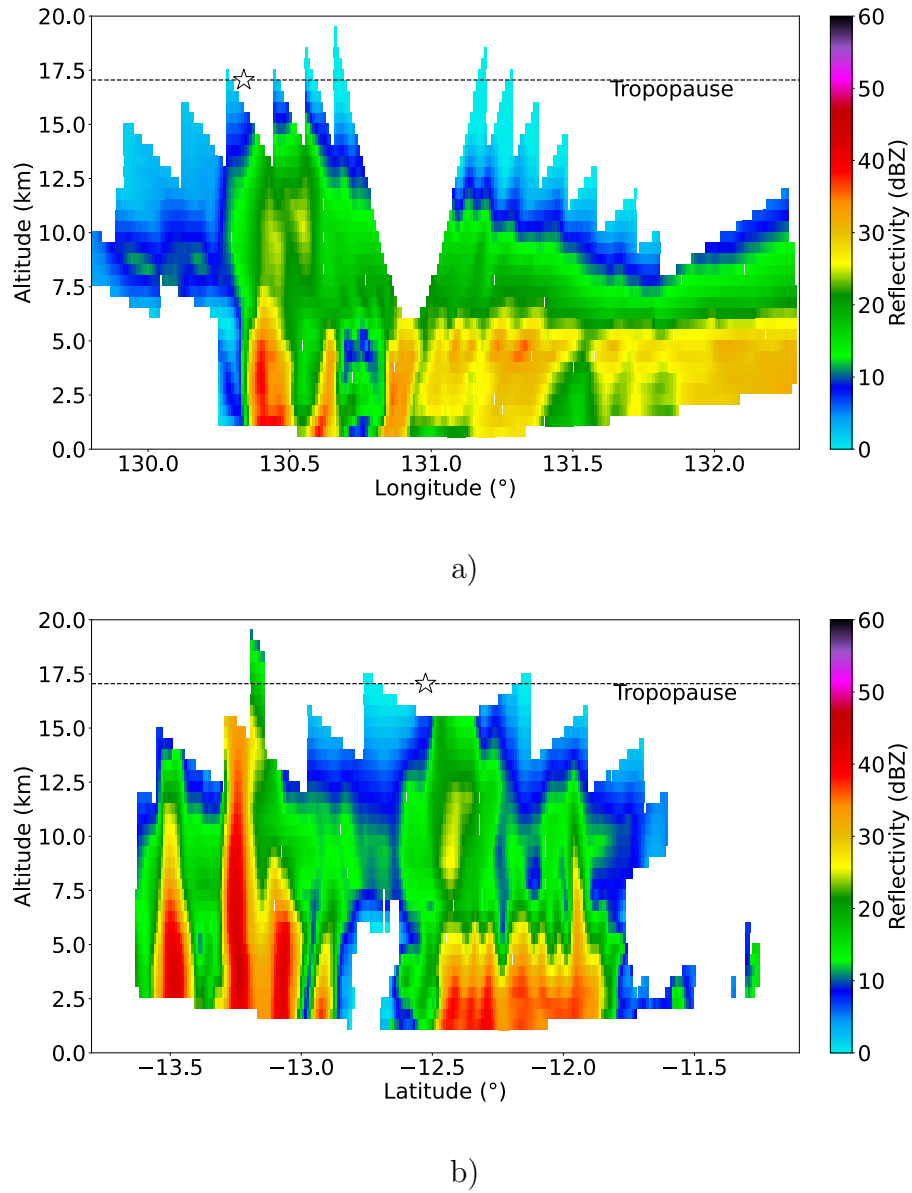 20.0
17.5
15.0
12.5
10.0
7.5
5.0
2.5
0.0
Altitude (km)
Tropopause
130.0 130.5 131.0 131.5 132.0
Longitude (°)
60
50
40
30
20
10
0
Reflectivity (dBZ)
a)
20.0
17.5
15.0
12.5
10.0
7.5
5.0
2.5
0.0
Altitude (km)
Tropopause
−13.5 −13.0 −12.5 −12.0 −11.5
Latitude (°)
60
50
40
30
20
10
0
Reflectivity (dBZ)
b)